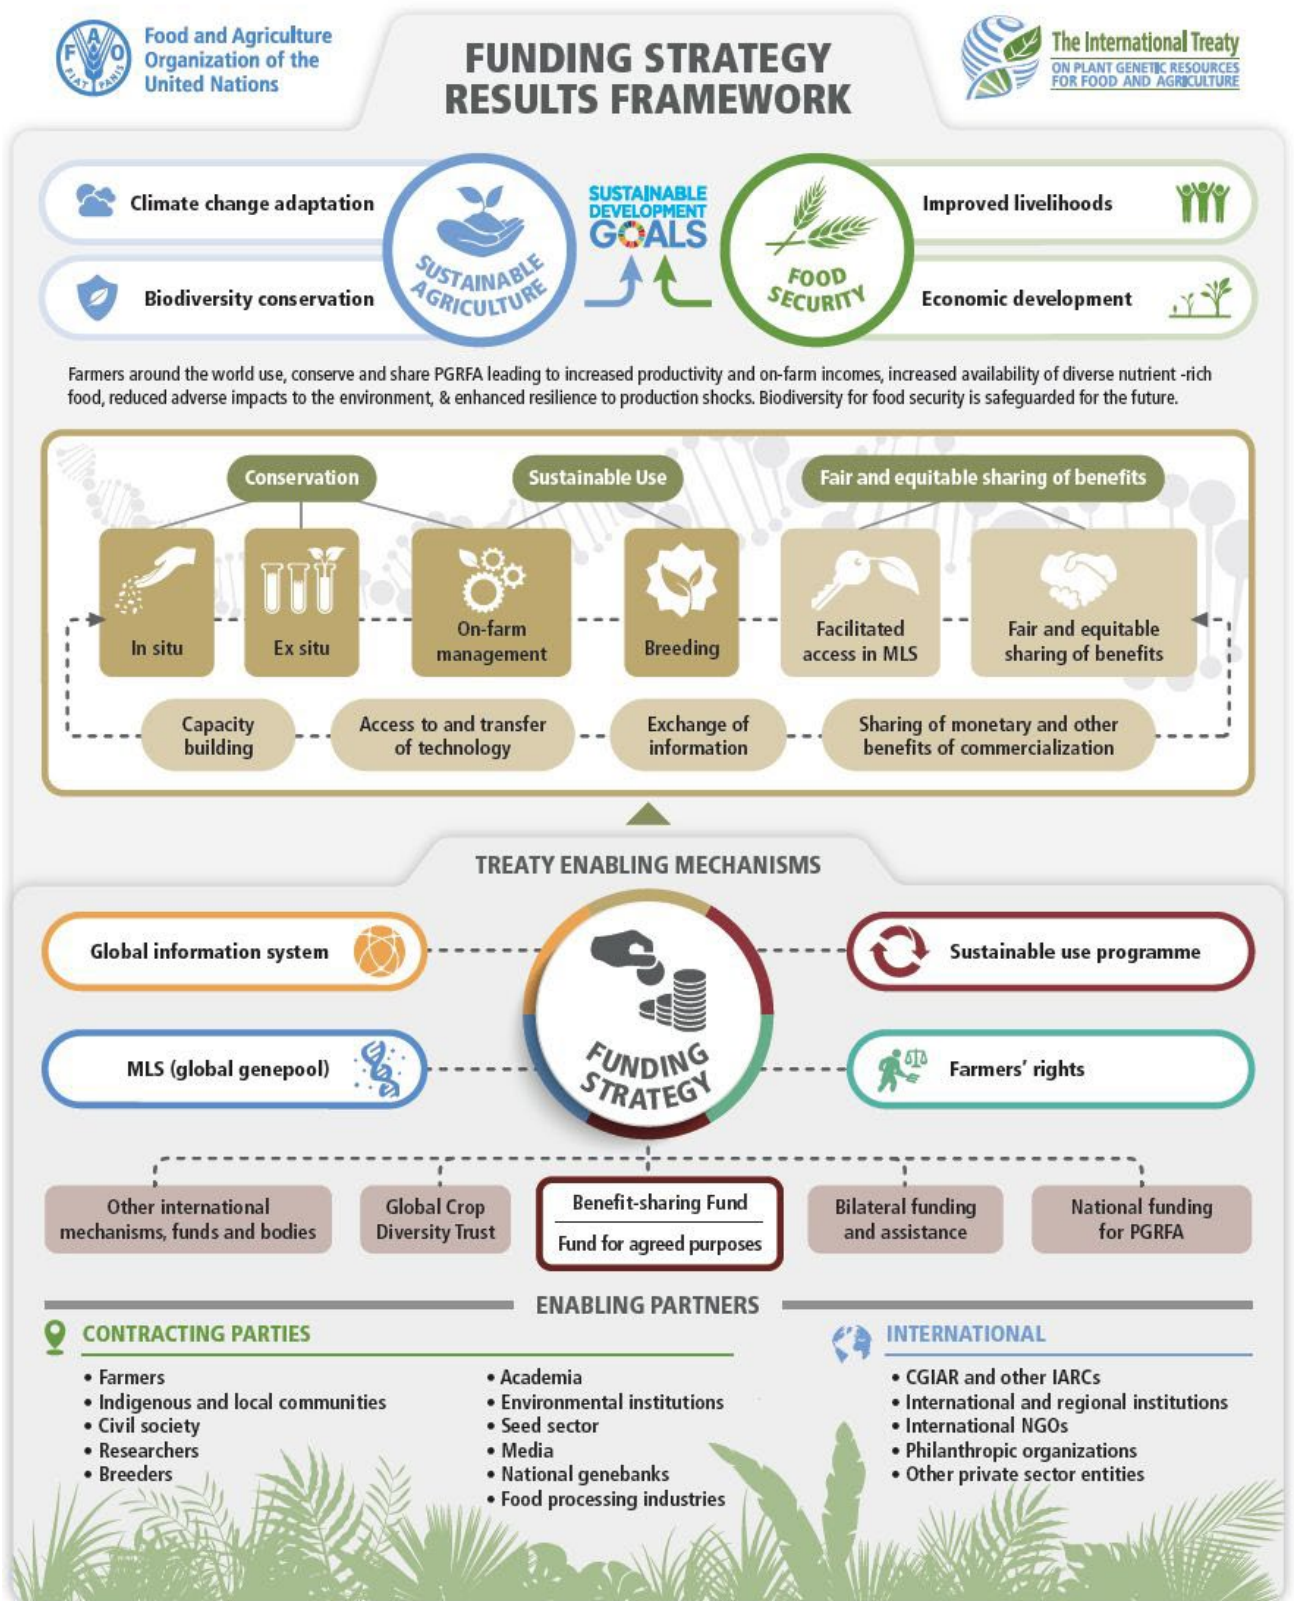 Food and Agriculture
Organization of the
United Nations
F A O
FIAT PANIS
FUNDING STRATEGY
RESULTS FRAMEWORK
The International Treaty
ON PLANT GENETIC RESOURCES
FOR FOOD AND AGRICULTURE
Climate change adaptation
Biodiversity conservation
SUSTAINABLE
AGRICULTURE
SUSTAINABLE
DEVELOPMENT
GOALS
FOOD
SECURITY
Improved livelihoods
Economic development
Farmers around the world use, conserve and share PGRFA leading to increased productivity and on-farm incomes, increased availability of diverse nutrient -rich
food, reduced adverse impacts to the environment, & enhanced resilience to production shocks. Biodiversity for food security is safeguarded for the future.
Conservation
Sustainable Use
Fair and equitable sharing of benefits
In situ
Ex situ
On-farm
management
Breeding
Facilitated
access in MLS
Fair and equitable
sharing of benefits
Capacity
building
Access to and transfer
of technology
Exchange of
information
Sharing of monetary and other
benefits of commercialization
TREATY ENABLING MECHANISMS
Global information system
MLS (global genepool)
FUNDING
STRATEGY
Sustainable use programme
Farmers' rights
Other international
mechanisms, funds and bodies
Global Crop
Diversity Trust
Benefit-sharing Fund
Fund for agreed purposes
Bilateral funding
and assistance
National funding
for PGRFA
ENABLING PARTNERS
CONTRACTING PARTIES
• Farmers
• Indigenous and local communities
• Civil society
• Researchers
• Breeders
• Academia
• Environmental institutions
• Seed sector
• Media
• National genebanks
• Food processing industries
INTERNATIONAL
• CGIAR and other IARCs
• International and regional institutions
• International NGOs
• Philanthropic organizations
• Other private sector entities